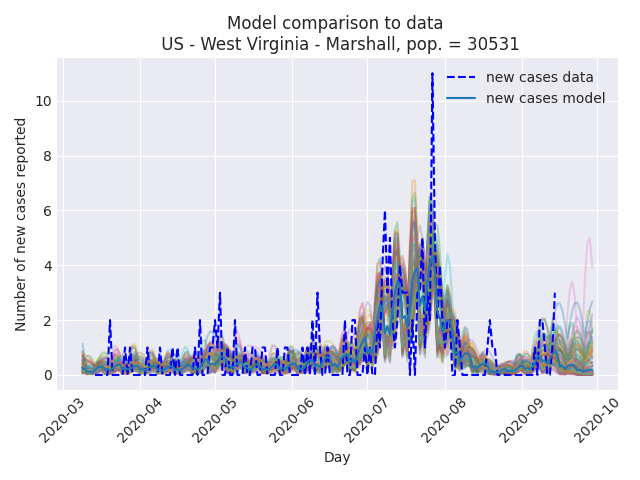 Model comparison to data
US - West Virginia - Marshall, pop. = 30531
new cases data
new cases model
Number of new cases reported
10
8
6
4
2
0
2020-03
2020-04
2020-05
2020-06
2020-07
2020-08
2020-09
2020-10
Day